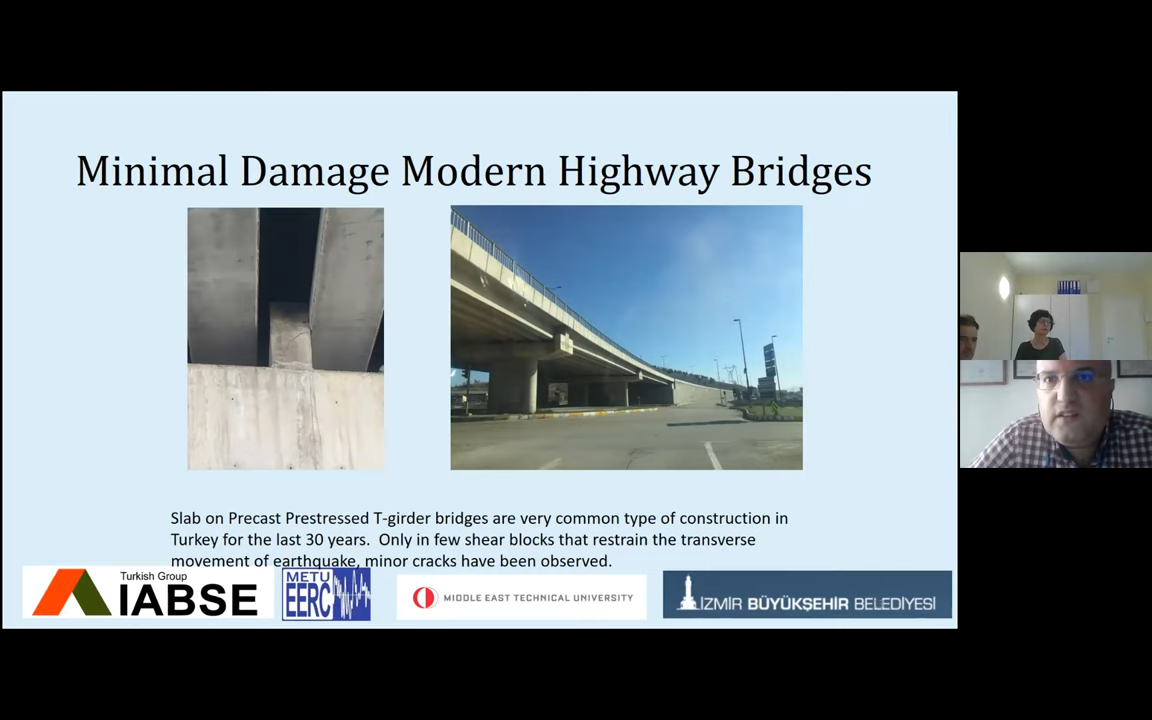 Minimal Damage Modern Highway Bridges
Slab on Precast Prestressed T-girder bridges are very common type of construction in
Turkey for the last 30 years.  Only in few shear blocks that restrain the transverse
movement of earthquake, minor cracks have been observed.
Turkish Group
IABSE
METU
EERC
MIDDLE EAST TECHNICAL UNIVERSITY
İZMİR BÜYÜKŞEHİR BELEDİYESİ